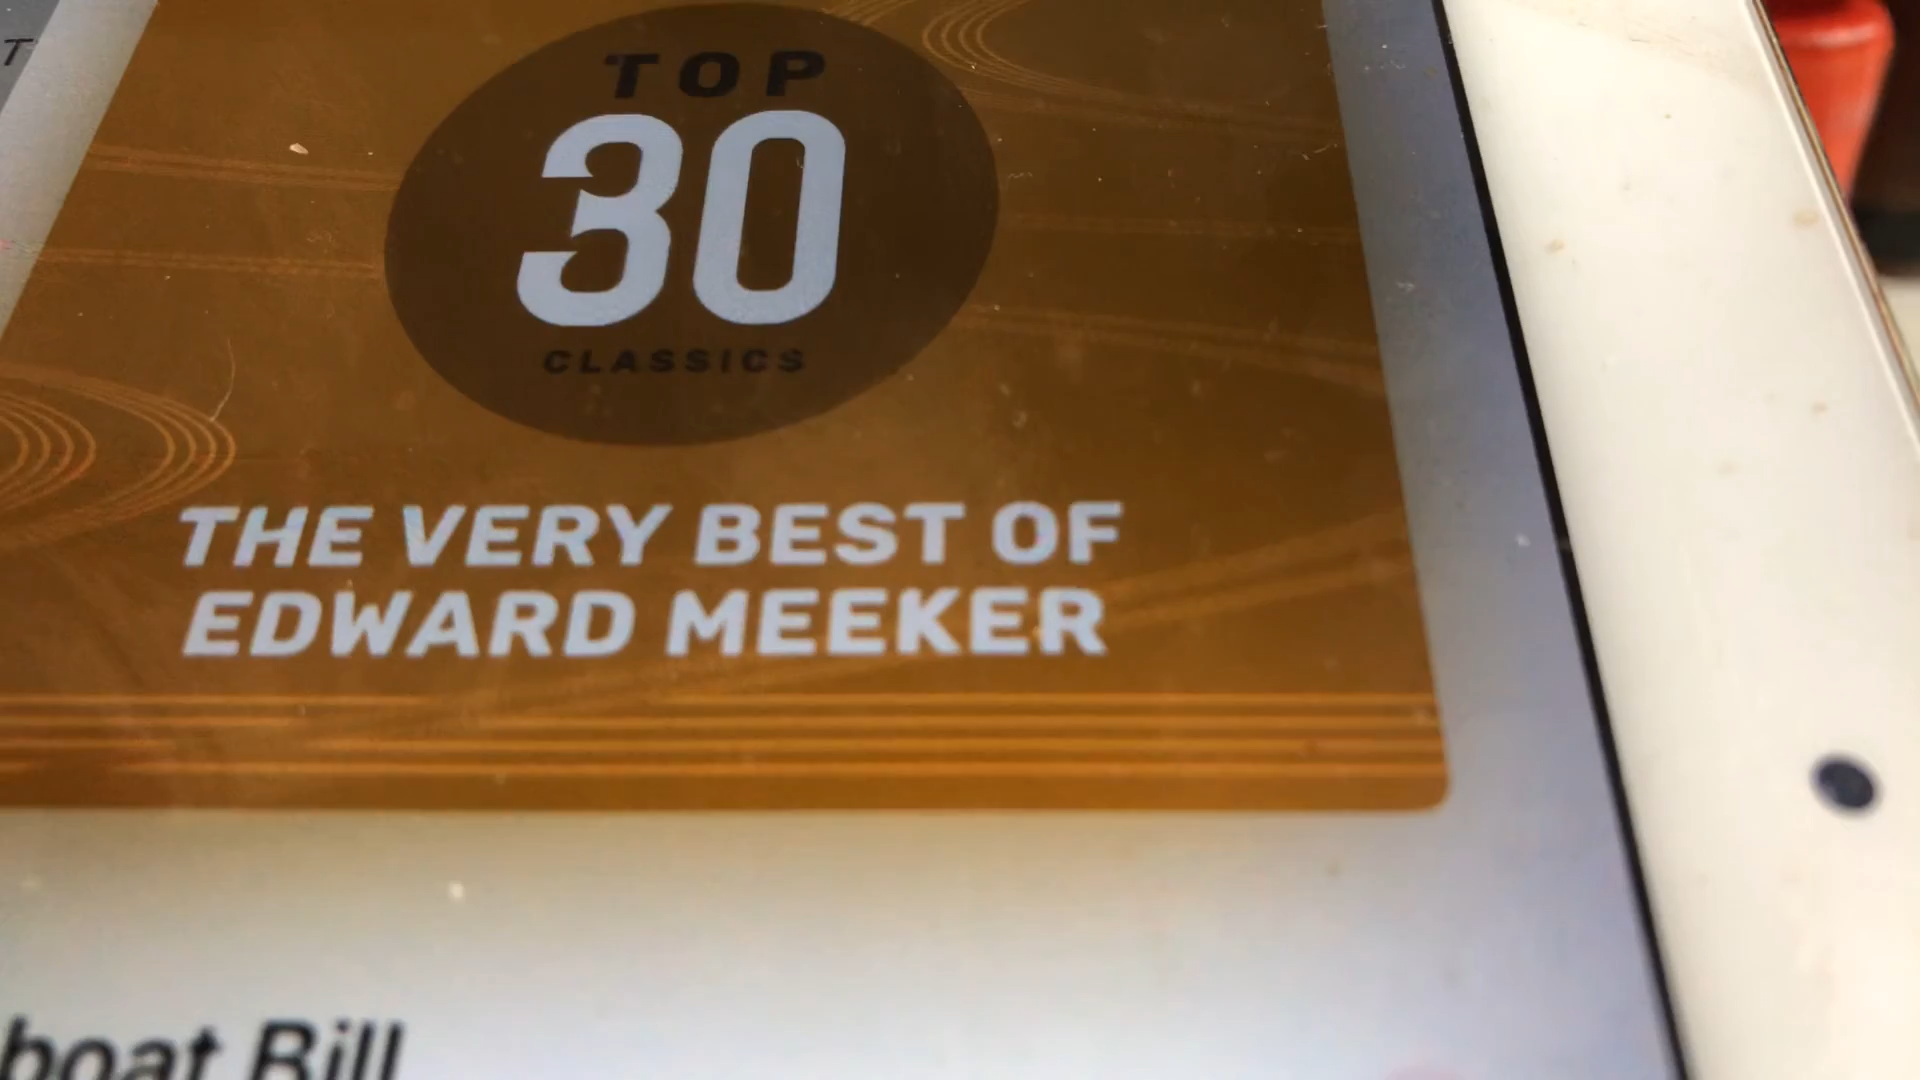 T
TOP
30
CLASSICS
THE VERY BEST OF
EDWARD MEEKER
boat Bill